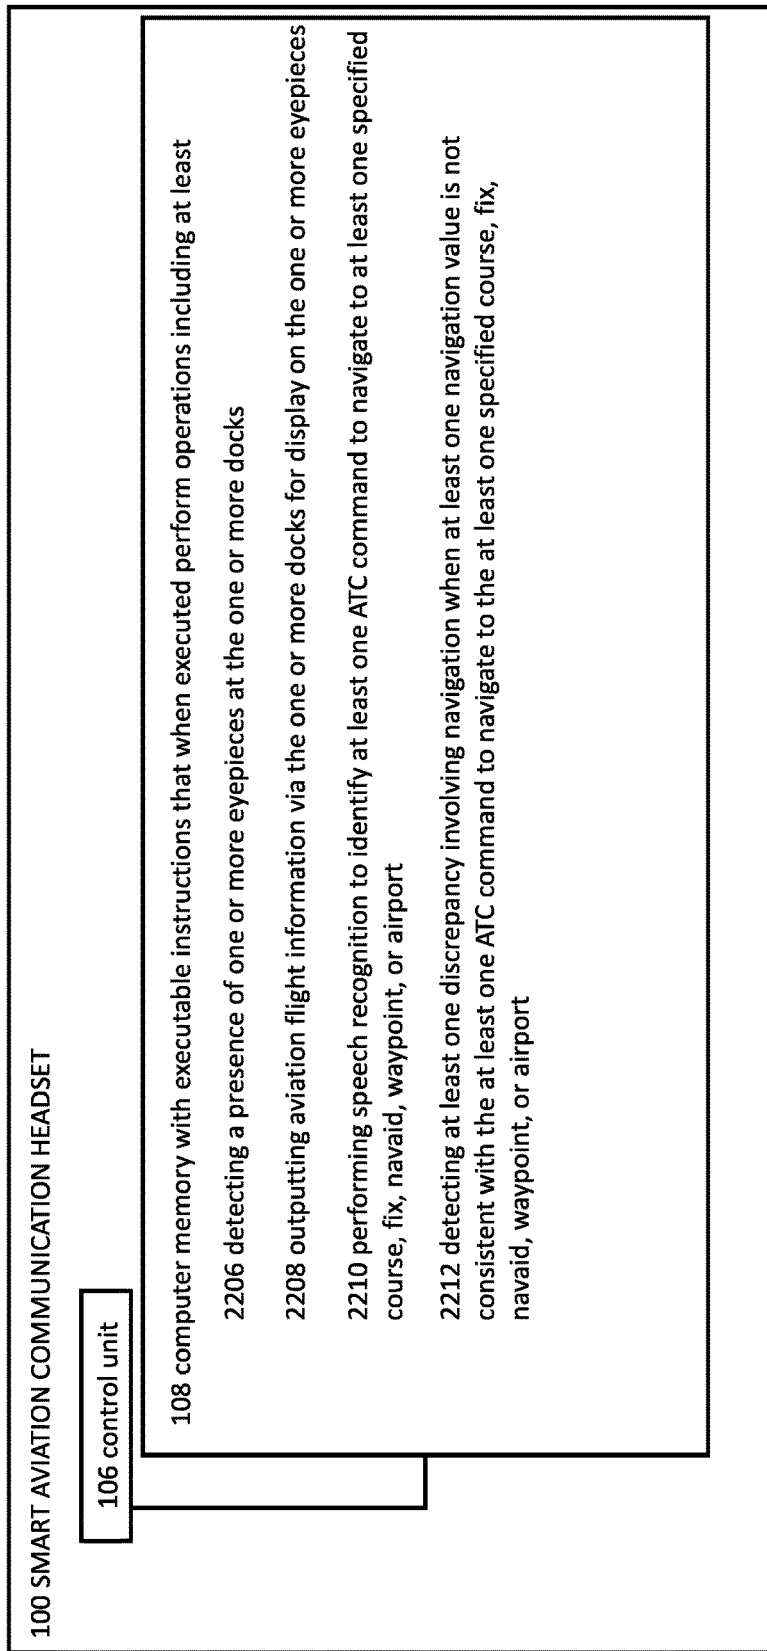 100 SMART AVIATION COMMUNICATION HEADSET
106 control unit
108 computer memory with executable instructions that when executed perform operations including at least
2206 detecting a presence of one or more eyepieces at the one or more docks
2208 outputting aviation flight information via the one or more docks for display on the one or more eyepieces
2210 performing speech recognition to identify at least one ATC command to navigate to at least one specified
course, fix, navaid, waypoint, or airport
2212 detecting at least one discrepancy involving navigation when at least one navigation value is not
consistent with the at least one ATC command to navigate to the at least one specified course, fix,
navaid, waypoint, or airport